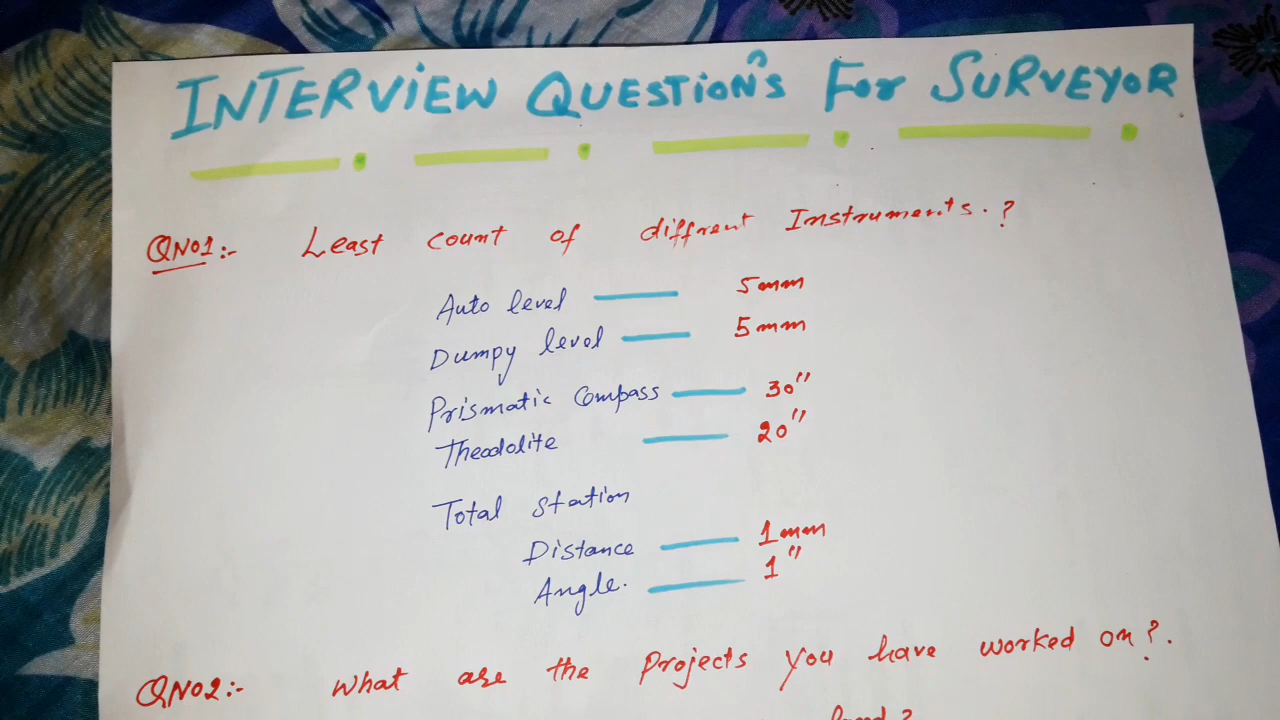 INTERVIEW QUESTION^S FOR SURVEYOR
QNO1:- Least count of diffrent Instruments.?
Auto level — 5mm
Dumpy level — 5mm
Prismatic Compass — 30"
Theodolite — 20"
Total Station
Distance — 1mm
Angle. — 1"
QNO2:- What are the Projects you have worked on?.